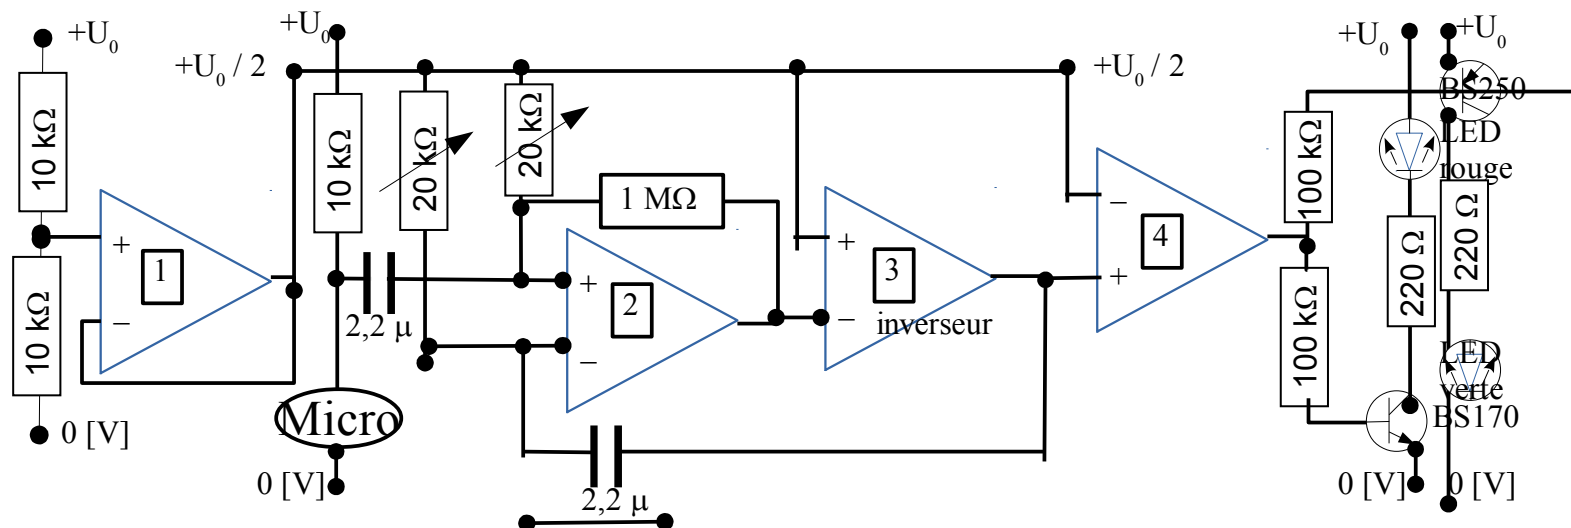 +U₀
10 kΩ
10 kΩ
0 [V]
+
−
1
+U₀ / 2
+U₀
10 kΩ
2,2 μ
Micro
0 [V]
20 kΩ
20 kΩ
1 MΩ
+
−
2
2,2 μ
+
−
3
inverseur
+U₀ / 2
−
+
4
100 kΩ
100 kΩ
+U₀
+U₀
BS250
LED
rouge
220 Ω
220 Ω
LED
verte
BS170
0 [V]
0 [V]